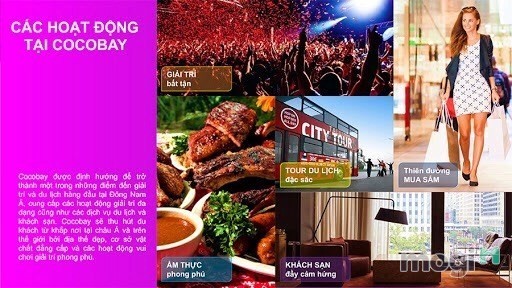 CÁC HOẠT ĐỘNG
TẠI COCOBAY
Cocobay được định hướng để trở
thành một trong những điểm đến giải
trí và du lịch hàng đầu tại Đông Nam
Á, cung cấp các hoạt động giải trí đa
dạng cũng như các dịch vụ du lịch và
khách sạn. Cocobay sẽ thu hút du
khách từ khắp nơi tại châu Á và trên
thế giới bởi địa thế đẹp, cơ sở vật
chất đẳng cấp và các hoạt động vui
chơi giải trí phong phú.
GIẢI TRÍ
bất tận
CITY TOUR
TOUR DU LỊCH
đặc sắc
Thiên đường
MUA SẮM
ẨM THỰC
phong phú
KHÁCH SẠN
đầy cảm hứng
mogi